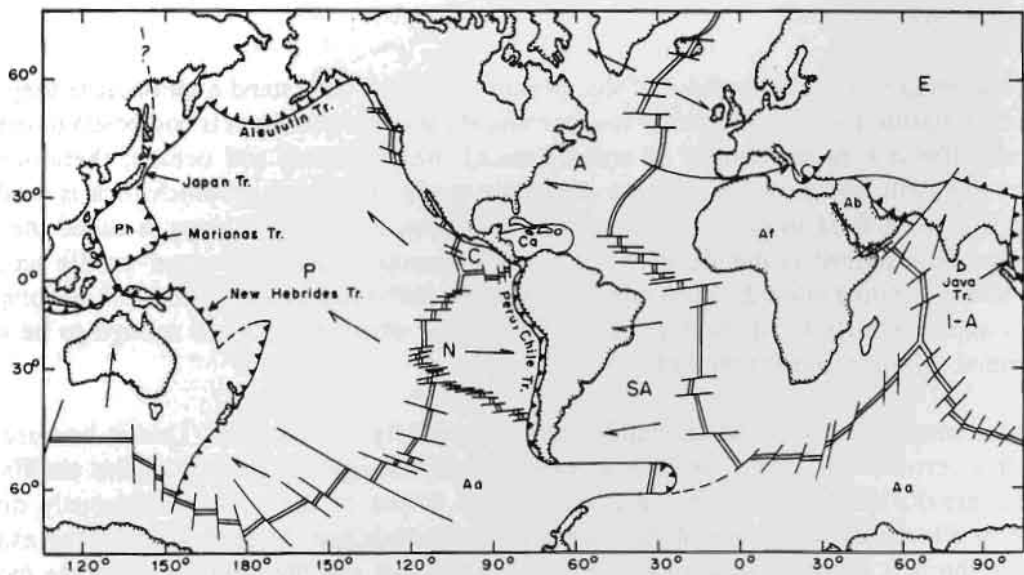 ?
60°
E
Aleututin Tr.
A
Japan Tr.
30°
Ab
Ph
Marianas Tr.
Ca
Af
C
0°
P
Java
Tr.
New Hebrides Tr.
I-A
Peru, Chile Tr.
N
30°
SA
60°
Aa
Aa
120° 150° 180° 150° 120° 90° 60° 30° 0° 30° 60° 90°